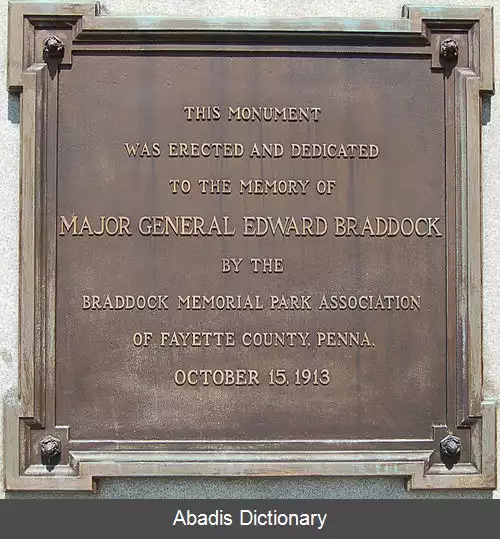 THIS MONUMENT
WAS ERECTED AND DEDICATED
TO THE MEMORY OF
MAJOR GENERAL EDWARD BRADDOCK
BY THE
BRADDOCK MEMORIAL PARK ASSOCIATION
OF FAYETTE COUNTY, PENNA.
OCTOBER 15, 1913
Abadis Dictionary